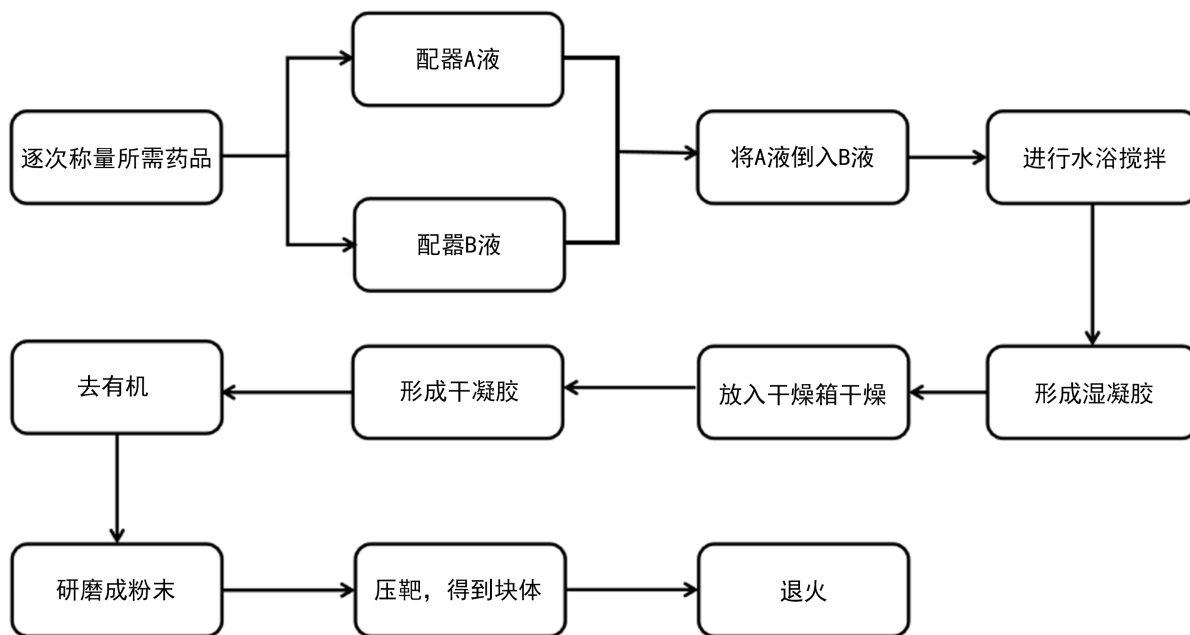 配器A液
逐次称量所需药品
将A液倒入B液
进行水浴搅拌
配器B液
去有机
形成干凝胶
放入干燥箱干燥
形成湿凝胶
研磨成粉末
压靶，得到块体
退火